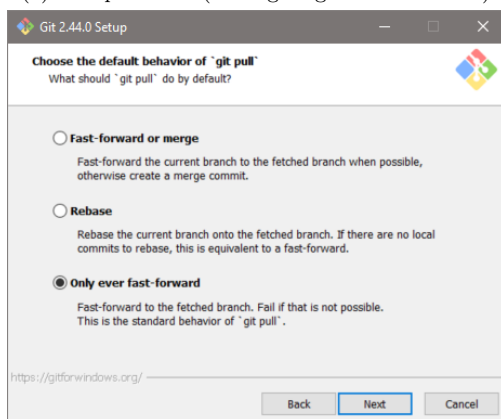 Git 2.44.0 Setup
Choose the default behavior of `git pull`
What should `git pull` do by default?
Fast-forward or merge
Fast-forward the current branch to the fetched branch when possible,
otherwise create a merge commit.
Rebase
Rebase the current branch onto the fetched branch. If there are no local
commits to rebase, this is equivalent to a fast-forward.
Only ever fast-forward
Fast-forward to the fetched branch. Fail if that is not possible.
This is the standard behavior of `git pull`.
https://gitforwindows.org/
Back Next Cancel